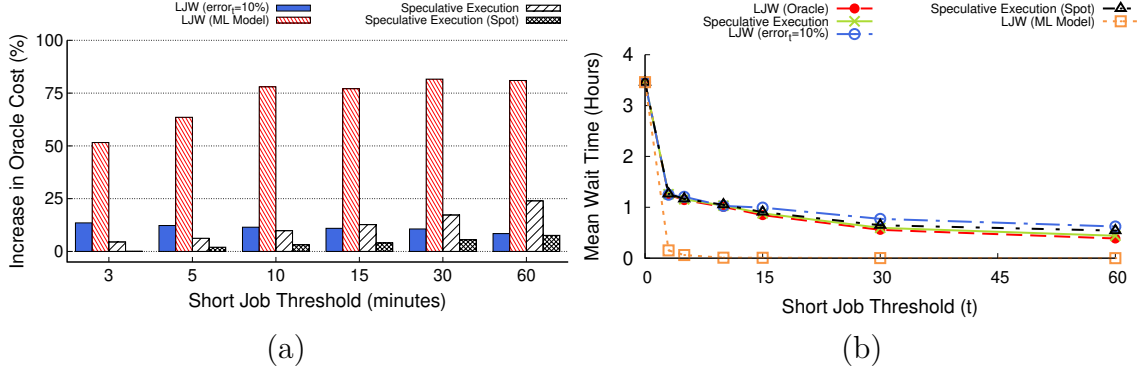 LJW (error_t=10%)
LJW (ML Model)
Speculative Execution
Speculative Execution (Spot)
Increase in Oracle Cost (%)
100
75
50
25
0
3 5 10 15 30 60
Short Job Threshold (minutes)
(a)
LJW (Oracle)
Speculative Execution
LJW (error_t=10%)
Speculative Execution (Spot)
LJW (ML Model)
Mean Wait Time (Hours)
4
3
2
1
0
0 15 30 45 60
Short Job Threshold (t)
(b)